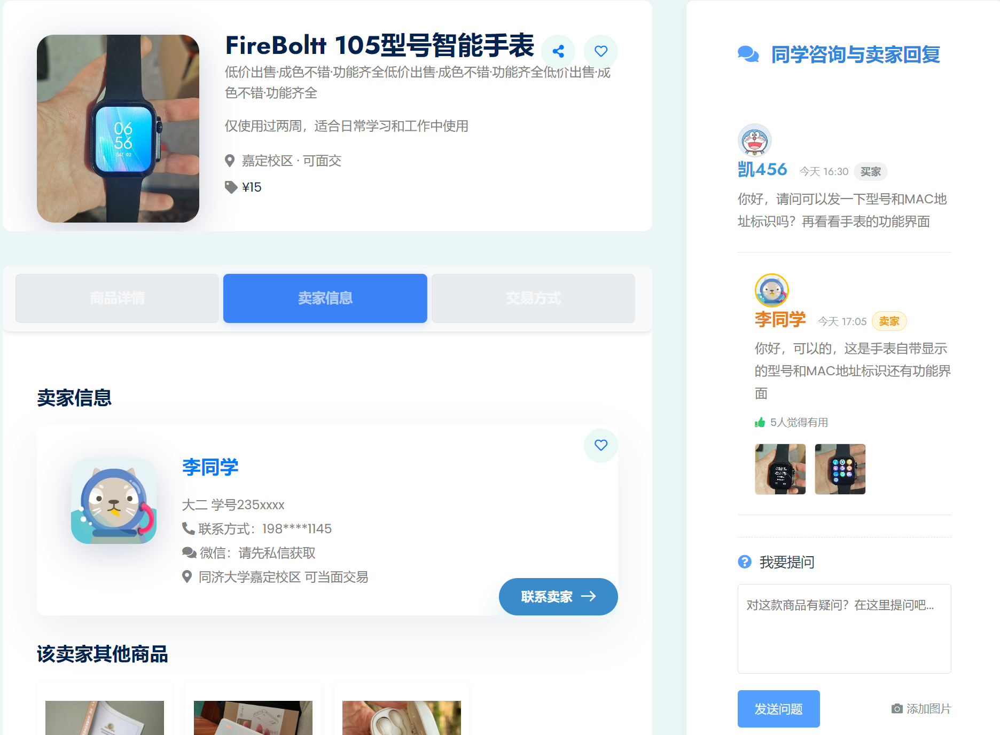 FireBoltt 105型号智能手表
低价出售·成色不错·功能齐全低价出售·成色不错·功能齐全低价出售·成
色不错·功能齐全
仅使用过两周，适合日常学习和工作中使用
嘉定校区 · 可面交
¥15
06
56
SAT 02
商品详情
卖家信息
交易方式
卖家信息
李同学
大二 学号235xxxx
联系方式：198****1145
微信：请先私信获取
同济大学嘉定校区 可当面交易
联系卖家
该卖家其他商品
同学咨询与卖家回复
凯456 今天 16:30 买家
你好，请问可以发一下型号和MAC地
址标识吗？再看看手表的功能界面
李同学 今天 17:05 卖家
你好，可以的，这是手表自带显示
的型号和MAC地址标识还有功能界
面
5人觉得有用
我要提问
对这款商品有疑问？在这里提问吧...
发送问题
添加图片